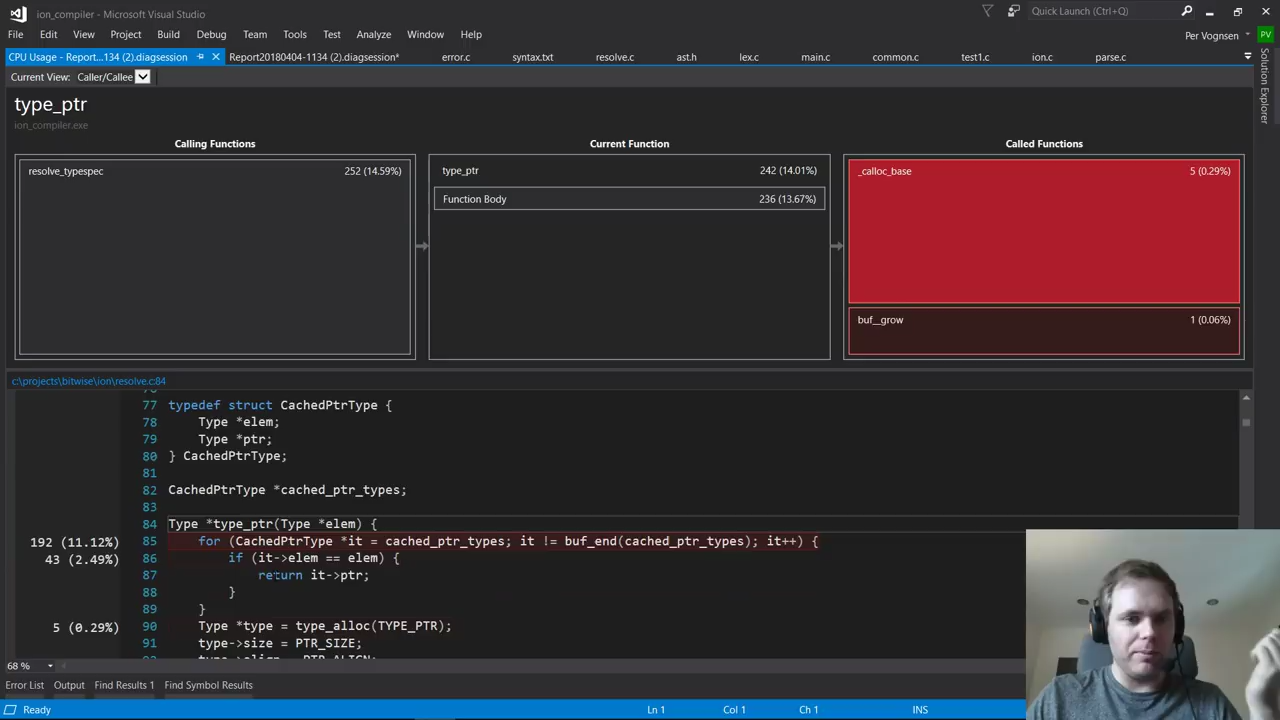 ion_compiler - Microsoft Visual Studio
Quick Launch (Ctrl+Q)
File Edit View Project Build Debug Team Tools Test Analyze Window Help
Per Vognsen PV
CPU Usage - Report...134 (2).diagsession Report20180404-1134 (2).diagsession* error.c syntax.txt resolve.c ast.h lex.c main.c common.c test1.c ion.c parse.c
Solution Explorer
Current View: Caller/Callee
type_ptr
ion_compiler.exe
Calling Functions Current Function Called Functions
resolve_typespec 252 (14.59%) type_ptr 242 (14.01%) _calloc_base 5 (0.29%)
Function Body 236 (13.67%)
buf__grow 1 (0.06%)
c:\projects\bitwise\ion\resolve.c:84
77 typedef struct CachedPtrType {
78 Type *elem;
79 Type *ptr;
80 } CachedPtrType;
81
82 CachedPtrType *cached_ptr_types;
83
84 Type *type_ptr(Type *elem) {
192 (11.12%) 85 for (CachedPtrType *it = cached_ptr_types; it != buf_end(cached_ptr_types); it++) {
43 (2.49%) 86 if (it->elem == elem) {
87 return it->ptr;
88 }
89 }
5 (0.29%) 90 Type *type = type_alloc(TYPE_PTR);
91 type->size = PTR_SIZE;
68 %
Error List Output Find Results 1 Find Symbol Results
Ready Ln 1 Col 1 Ch 1 INS